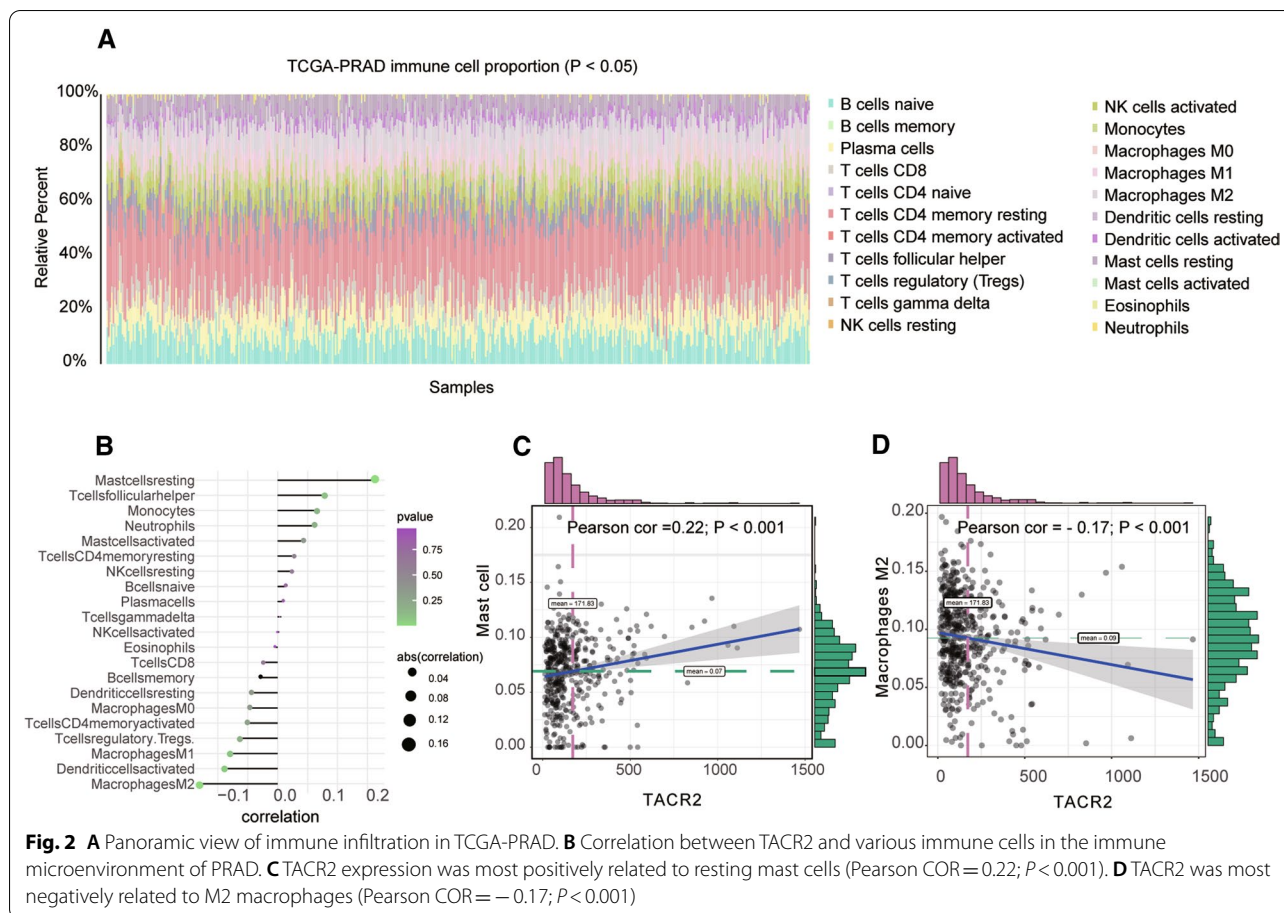 A
TCGA-PRAD immune cell proportion (P < 0.05)
100%
80%
60%
40%
20%
0%
Relative Percent
Samples
B cells naive
B cells memory
Plasma cells
T cells CD8
T cells CD4 naive
T cells CD4 memory resting
T cells CD4 memory activated
T cells follicular helper
T cells regulatory (Tregs)
T cells gamma delta
NK cells resting
NK cells activated
Monocytes
Macrophages M0
Macrophages M1
Macrophages M2
Dendritic cells resting
Dendritic cells activated
Mast cells resting
Mast cells activated
Eosinophils
Neutrophils
B
Mastcellsresting
Tcellsfollicularhelper
Monocytes
Neutrophils
Mastcellsactivated
TcellsCD4memoryresting
NKcellsresting
Bcellsnaive
Plasmacells
Tcellsgammadelta
NKcellsactivated
Eosinophils
TcellsCD8
Bcellsmemory
Dendriticcellsresting
MacrophagesM0
TcellsCD4memoryactivated
Tcellsregulatory.Tregs.
MacrophagesM1
Dendriticcellsactivated
MacrophagesM2
−0.1 0.0 0.1 0.2
correlation
pvalue
0.75
0.50
0.25
abs(correlation)
0.04
0.08
0.12
0.16
C
Pearson cor =0.22; P < 0.001
0.20
0.15
0.10
0.05
0.00
Mast cell
mean = 171.83
mean = 0.07
0 500 1000 1500
TACR2
D
Pearson cor = - 0.17; P < 0.001
0.20
0.15
0.10
0.05
0.00
Macrophages M2
mean = 171.83
mean = 0.09
0 500 1000 1500
TACR2
Fig. 2 A Panoramic view of immune infiltration in TCGA-PRAD. B Correlation between TACR2 and various immune cells in the immune
microenvironment of PRAD. C TACR2 expression was most positively related to resting mast cells (Pearson COR = 0.22; P < 0.001). D TACR2 was most
negatively related to M2 macrophages (Pearson COR = − 0.17; P < 0.001)